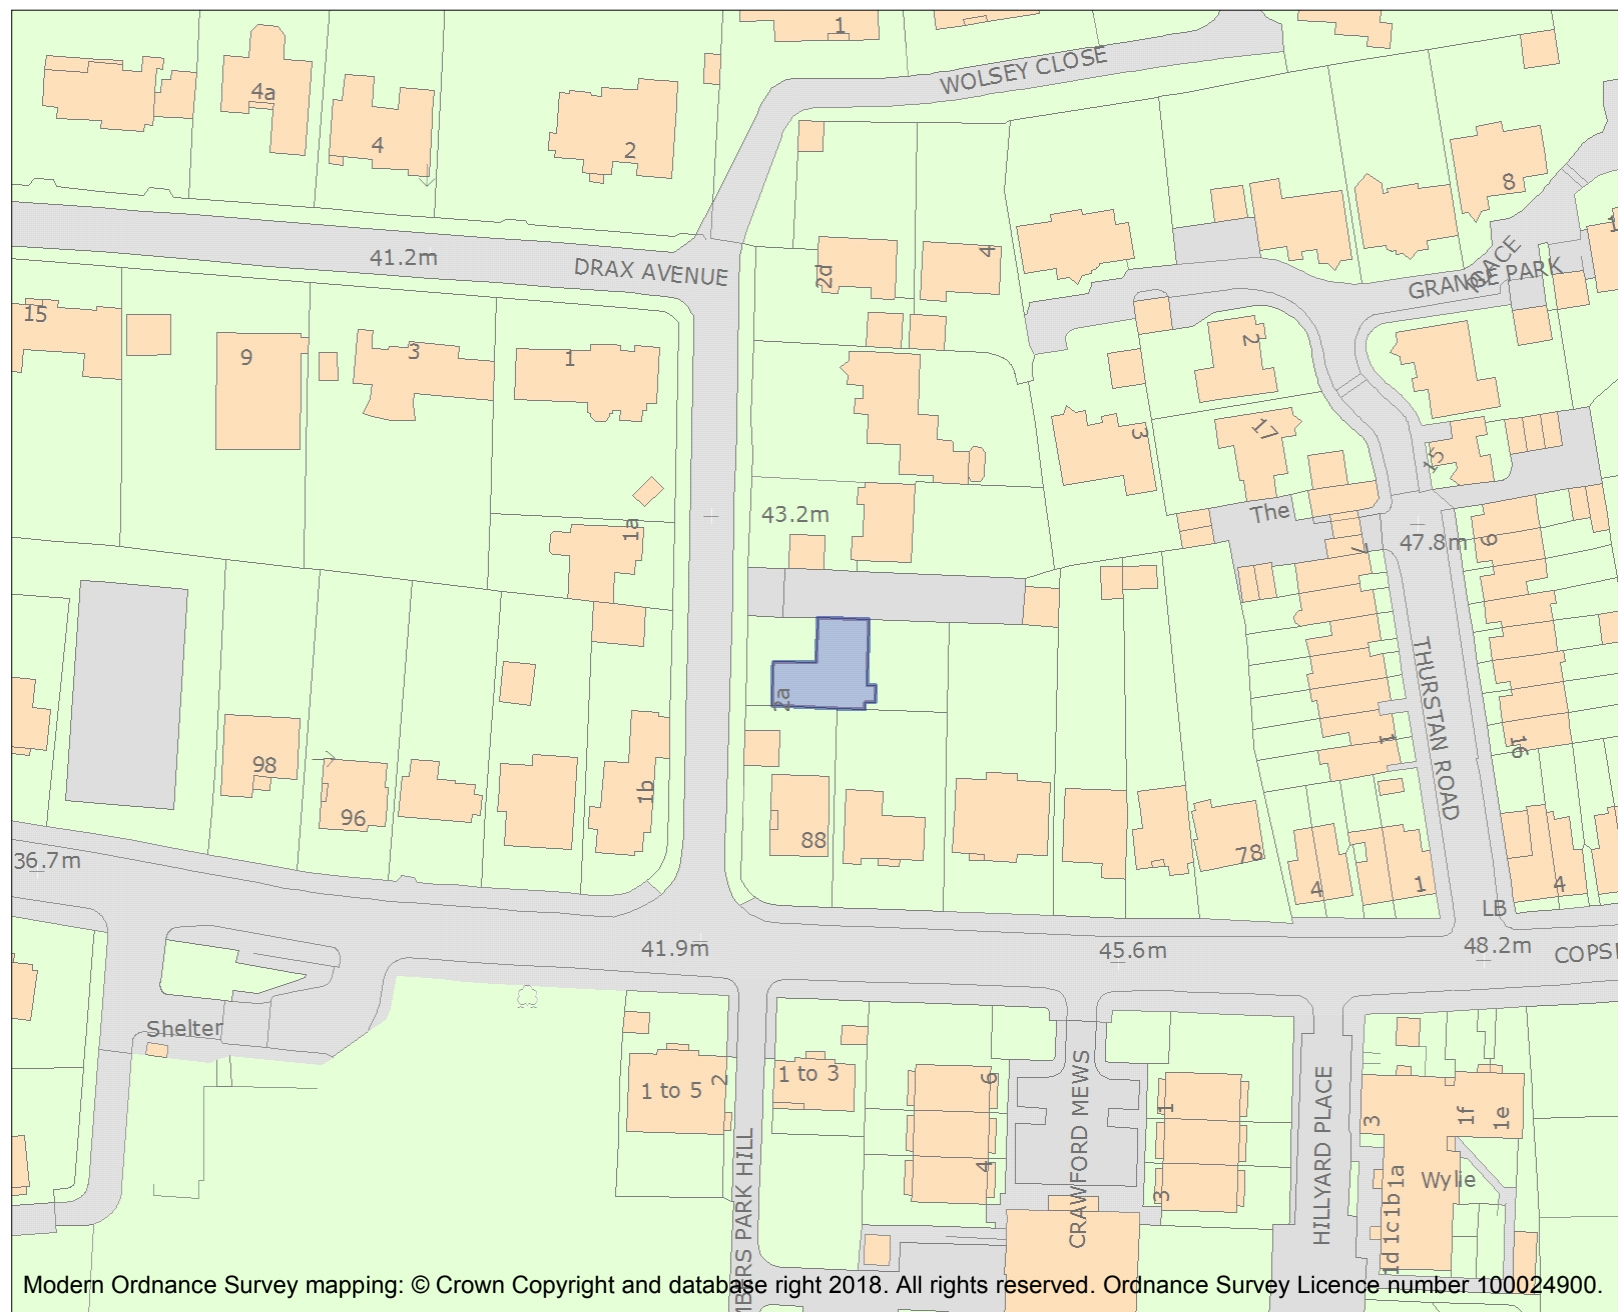 1
WOLSEY CLOSE
4a
4
2
8
41.2m
DRAX AVENUE
2d
4
GRANGE PARK
PLACE
15
9
3
1
2
3
17
15
1a
43.2m
The
7
47.8m
9
2a
THURSTAN ROAD
98
96
1b
88
78
1
16
4
1
4
36.7m
LB
41.9m
45.6m
48.2m
Shelter
1 to 5
2
1 to 3
6
4
CRAWFORD MEWS
1
3
HILLYARD PLACE
3
1f
1e
Wylie
1d 1c 1b 1a
PARK HILL
Modern Ordnance Survey mapping: © Crown Copyright and database right 2018. All rights reserved. Ordnance Survey Licence number 100024900.